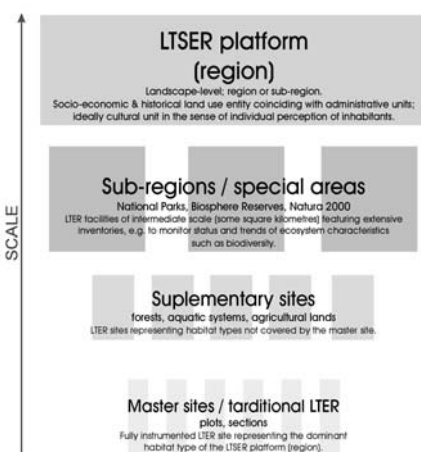 LTSER platform
(region)
Landscape-level; region or sub-region.
Socio-economic & historical land use entity coinciding with administrative units;
ideally cultural unit in the sense of individual perception of inhabitants.
Sub-regions / special areas
National Parks, Biosphere Reserves, Natura 2000
LTER facilities of intermediate scale (some square kilometres) featuring extensive
inventories, e.g. to monitor status and trends of ecosystem characteristics
such as biodiversity.
SCALE
Suplementary sites
forests, aquatic systems, agricultural lands
LTER sites representing habitat types not covered by the master site.
Master sites / tarditional LTER
plots, sections
Fully instrumented LTER site representing the dominant
habitat type of the LTSER platform (region).